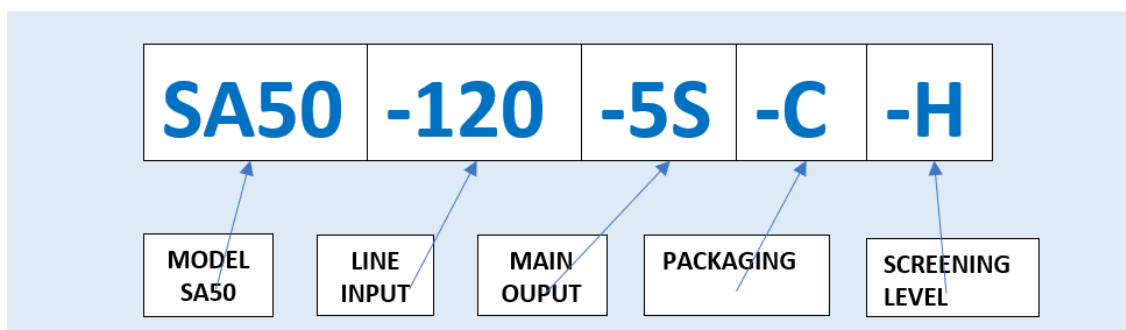 SA50 -120 -5S -C -H
MODEL SA50
LINE INPUT
MAIN OUPUT
PACKAGING
SCREENING LEVEL